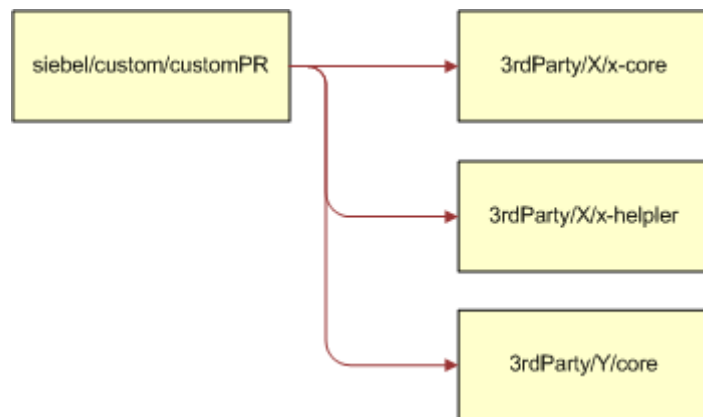 siebel/custom/customPR
3rdParty/X/x-core
3rdParty/X/x-helpler
3rdParty/Y/core